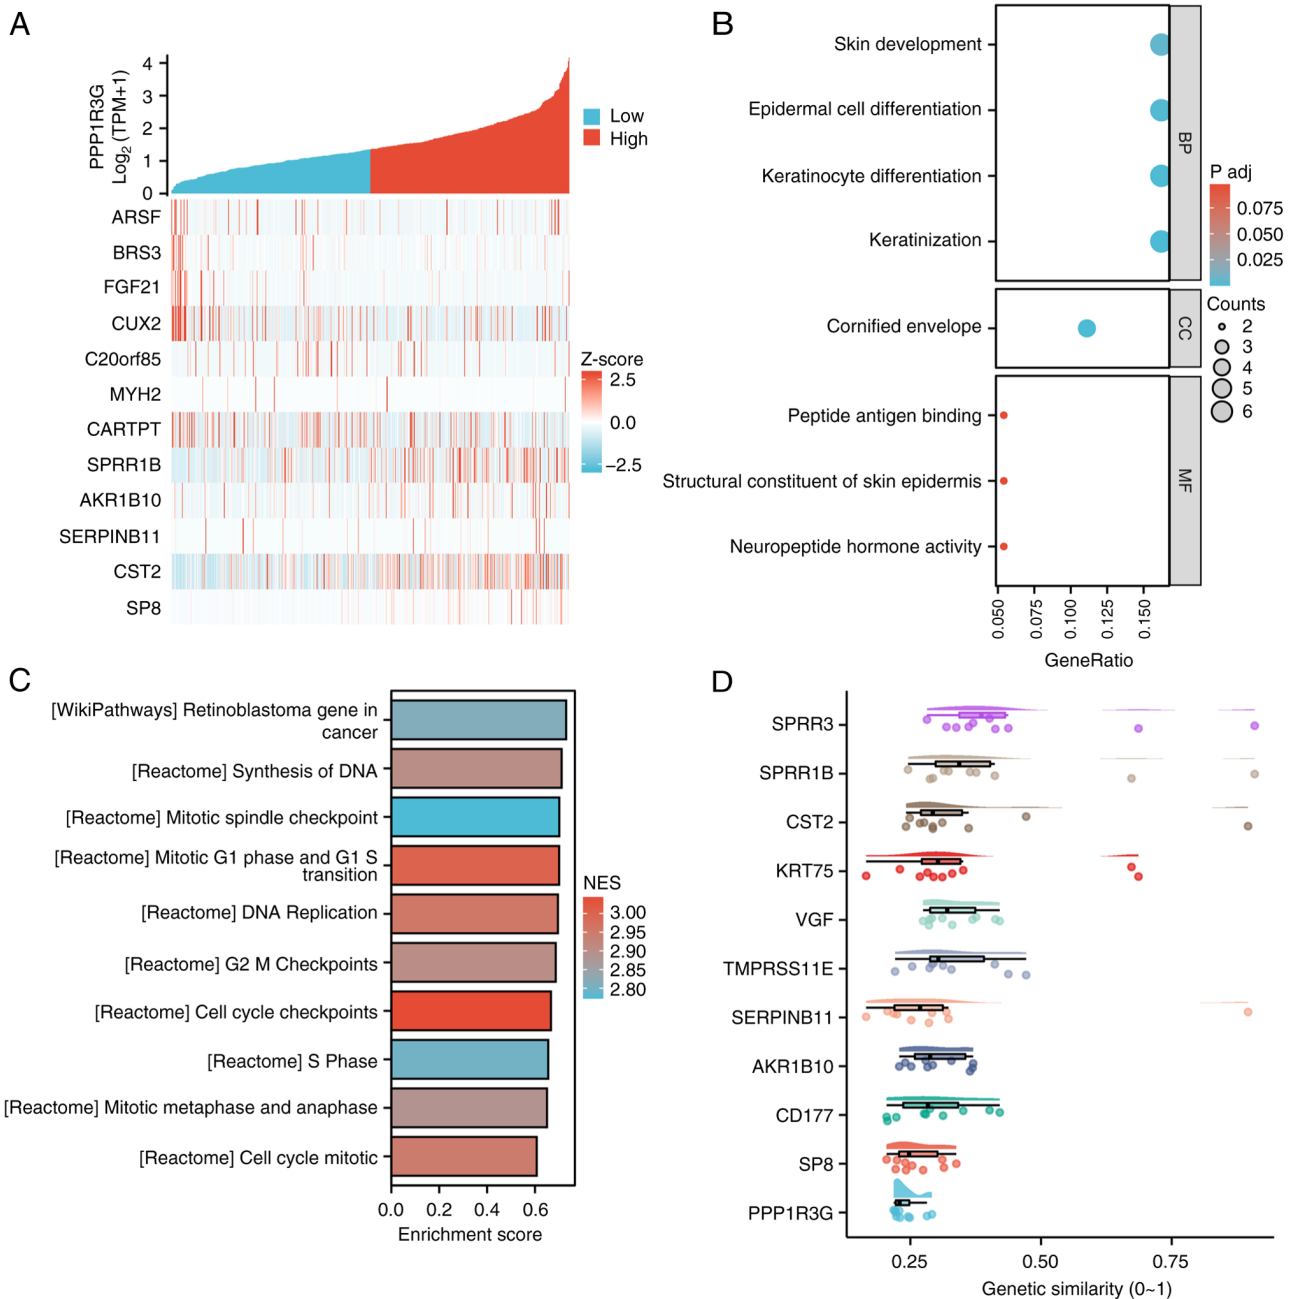 A
PPP1R3G
Log2 (TPM+1)
4
3
2
1
0
Low
High
ARSF
BRS3
FGF21
CUX2
C20orf85
MYH2
CARTPT
SPRR1B
AKR1B10
SERPINB11
CST2
SP8
Z-score
2.5
0.0
−2.5
B
Skin development
Epidermal cell differentiation
Keratinocyte differentiation
Keratinization
BP
Cornified envelope
CC
Peptide antigen binding
Structural constituent of skin epidermis
Neuropeptide hormone activity
MF
0.050
0.075
0.100
0.125
0.150
GeneRatio
P adj
0.075
0.050
0.025
Counts
2
3
4
5
6
C
[WikiPathways] Retinoblastoma gene in
cancer
[Reactome] Synthesis of DNA
[Reactome] Mitotic spindle checkpoint
[Reactome] Mitotic G1 phase and G1 S
transition
[Reactome] DNA Replication
[Reactome] G2 M Checkpoints
[Reactome] Cell cycle checkpoints
[Reactome] S Phase
[Reactome] Mitotic metaphase and anaphase
[Reactome] Cell cycle mitotic
0.0 0.2 0.4 0.6
Enrichment score
NES
3.00
2.95
2.90
2.85
2.80
D
SPRR3
SPRR1B
CST2
KRT75
VGF
TMPRSS11E
SERPINB11
AKR1B10
CD177
SP8
PPP1R3G
0.25 0.50 0.75
Genetic similarity (0~1)